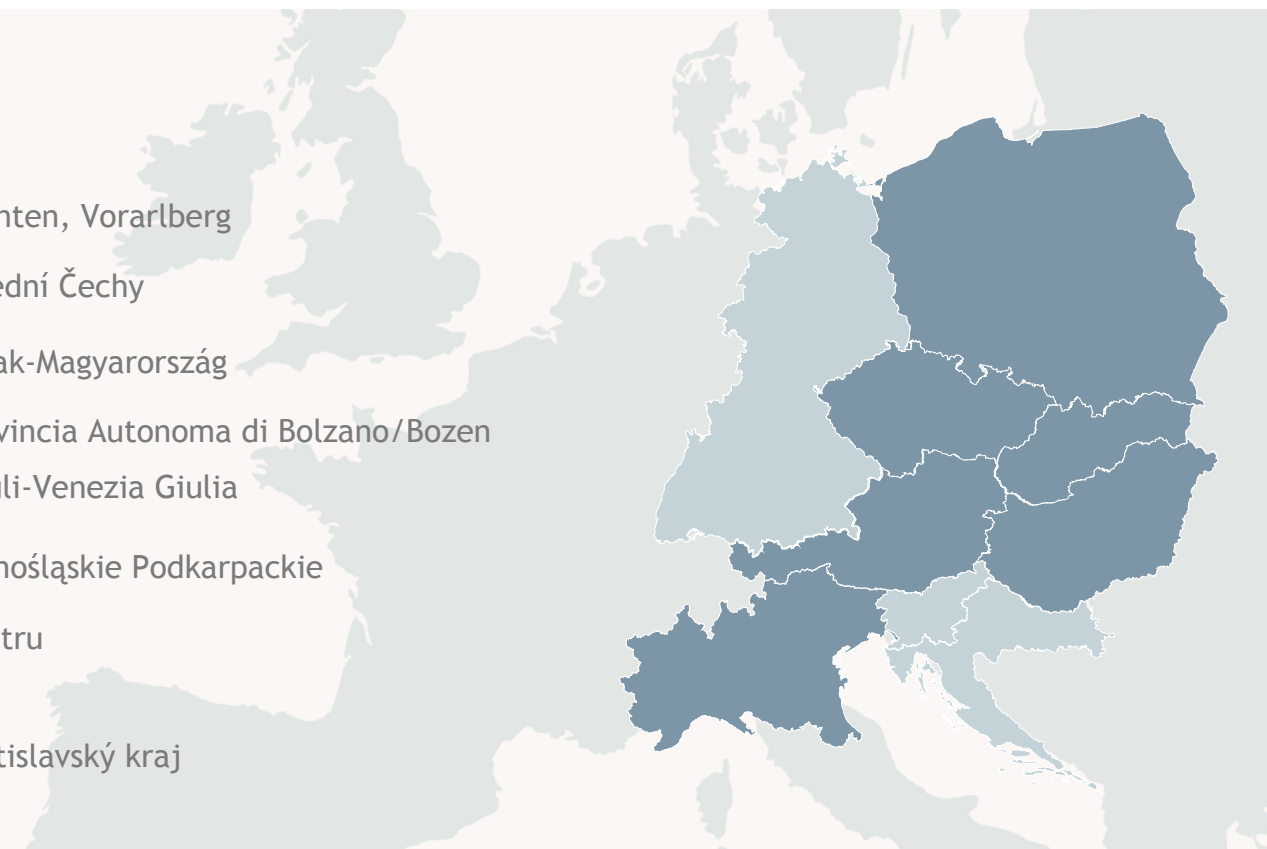 nten, Vorarlberg
ední Čechy
ak-Magyarország
vincia Autonoma di Bolzano/Bozen
li-Venezia Giulia
nośląskie Podkarpackie
tru
tislavský kraj